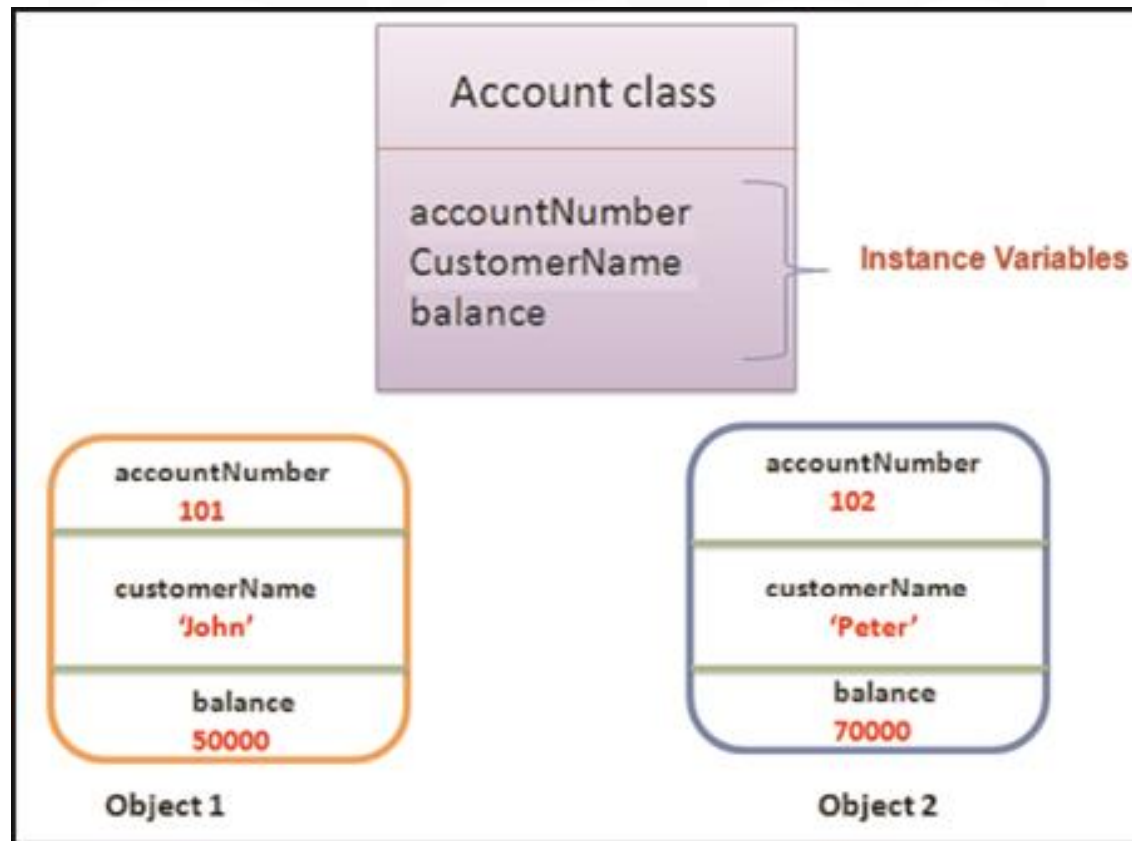 Account class
accountNumber
CustomerName
balance
Instance Variables
accountNumber
101
customerName
‘John’
balance
50000
Object 1
accountNumber
102
customerName
‘Peter’
balance
70000
Object 2